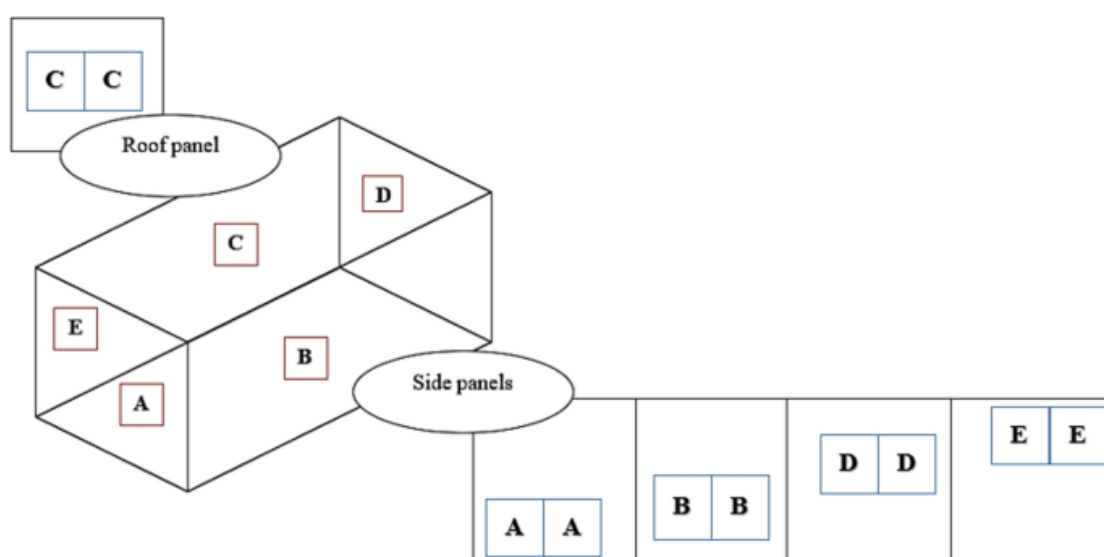 C C
Roof panel
D
C
E
B
A
Side panels
E E
D D
B B
A A